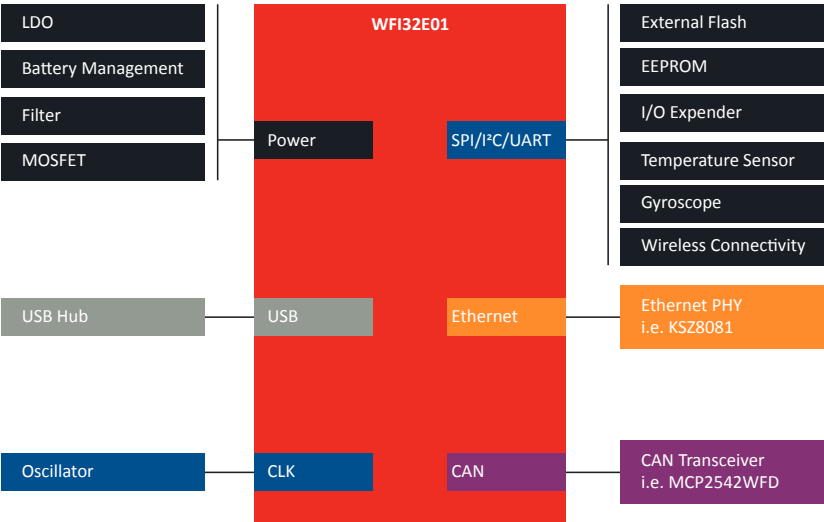 WFI32E01
LDO
Battery Management
Filter
MOSFET
Power
SPI/I²C/UART
External Flash
EEPROM
I/O Expender
Temperature Sensor
Gyroscope
Wireless Connectivity
USB Hub
USB
Ethernet
Ethernet PHY
i.e. KSZ8081
Oscillator
CLK
CAN
CAN Transceiver
i.e. MCP2542WFD